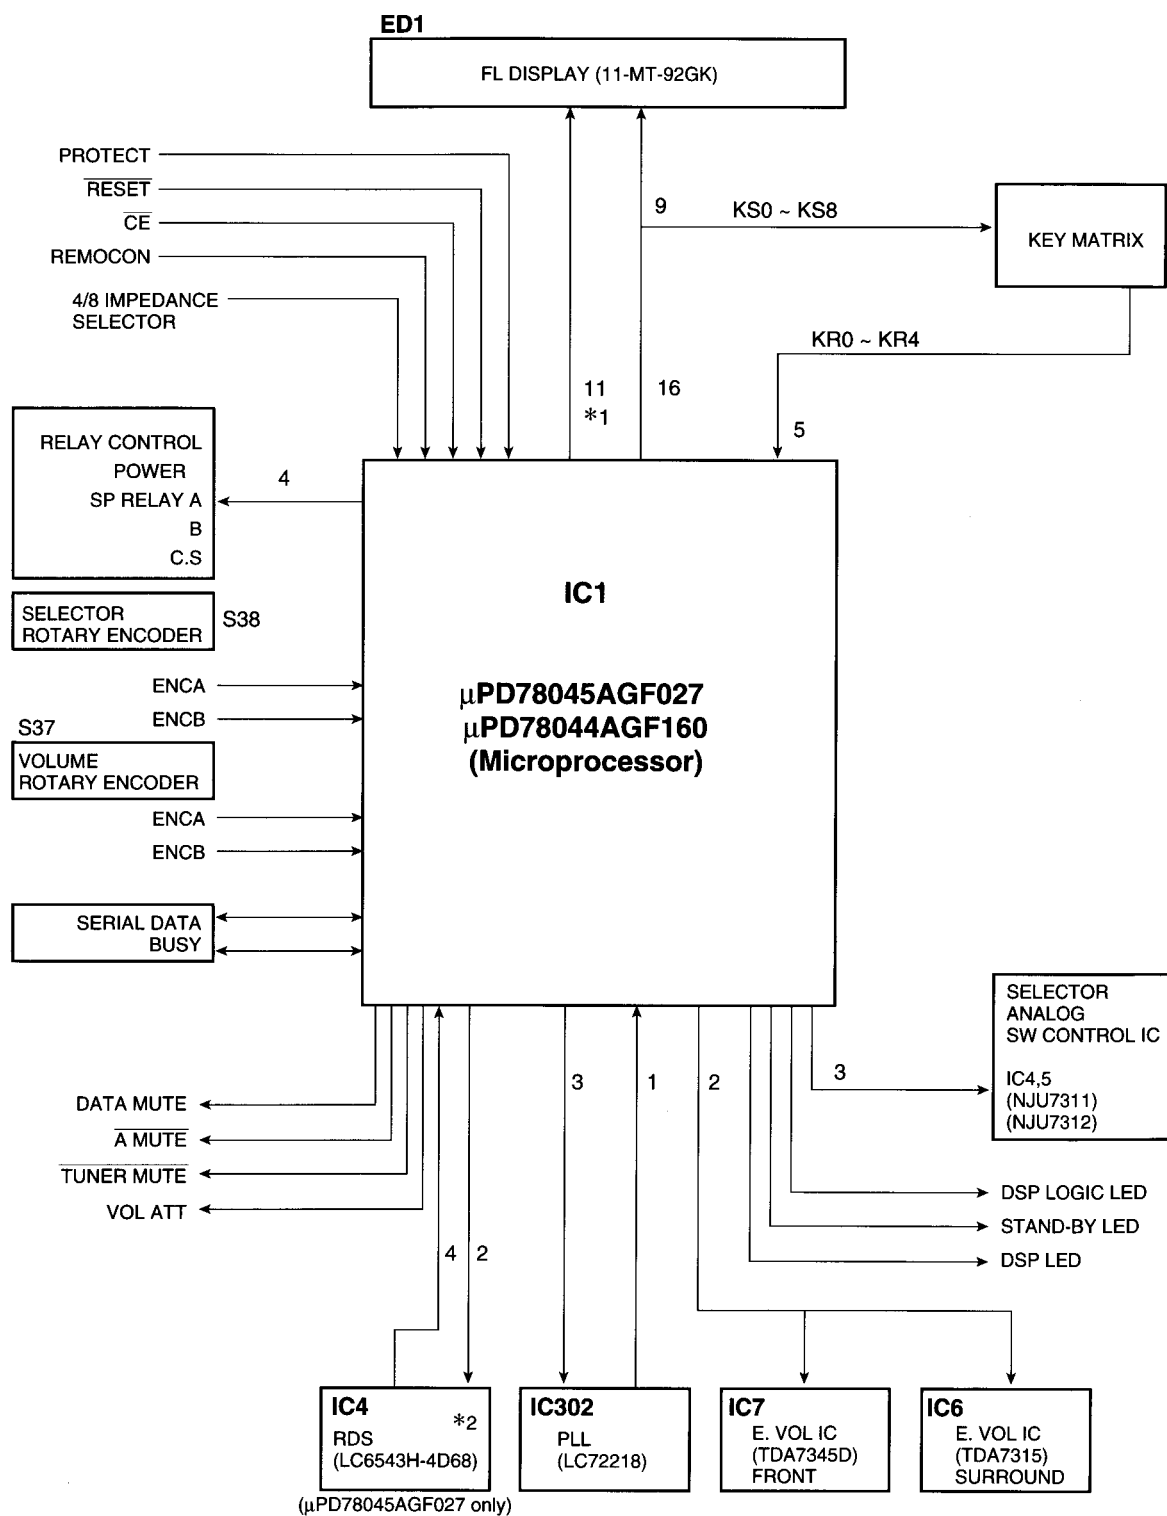 ED1
FL DISPLAY (11-MT-92GK)
PROTECT
RESET
CE
REMOCON
4/8 IMPEDANCE
SELECTOR
9
KS0 ~ KS8
KEY MATRIX
KR0 ~ KR4
11
*1
16
5
RELAY CONTROL
POWER
SP RELAY A
B
C.S
4
SELECTOR
ROTARY ENCODER
S38
ENCA
ENCB
S37
VOLUME
ROTARY ENCODER
ENCA
ENCB
SERIAL DATA
BUSY
IC1
µPD78045AGF027
µPD78044AGF160
(Microprocessor)
DATA MUTE
A MUTE
TUNER MUTE
VOL ATT
4
2
3
1
2
3
SELECTOR
ANALOG
SW CONTROL IC
IC4,5
(NJU7311)
(NJU7312)
DSP LOGIC LED
STAND-BY LED
DSP LED
IC4
*2
RDS
(LC6543H-4D68)
(µPD78045AGF027 only)
IC302
PLL
(LC72218)
IC7
E. VOL IC
(TDA7345D)
FRONT
IC6
E. VOL IC
(TDA7315)
SURROUND